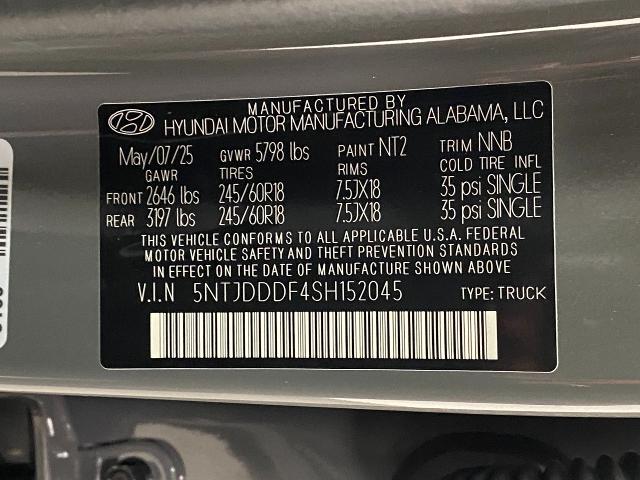 MANUFACTURED BY
HYUNDAI MOTOR MANUFACTURING ALABAMA, LLC
May/07/25 GVWR 5798 lbs PAINT NT2 TRIM NNB
GAWR TIRES RIMS COLD TIRE INFL
FRONT 2646 lbs 245/60R18 7.5JX18 35 psi SINGLE
REAR 3197 lbs 245/60R18 7.5JX18 35 psi SINGLE
THIS VEHICLE CONFORMS TO ALL APPLICABLE U.S.A. FEDERAL
MOTOR VEHICLE SAFETY AND THEFT PREVENTION STANDARDS
IN EFFECT ON THE DATE OF MANUFACTURE SHOWN ABOVE
V.I.N 5NTJDDDF4SH152045 TYPE: TRUCK